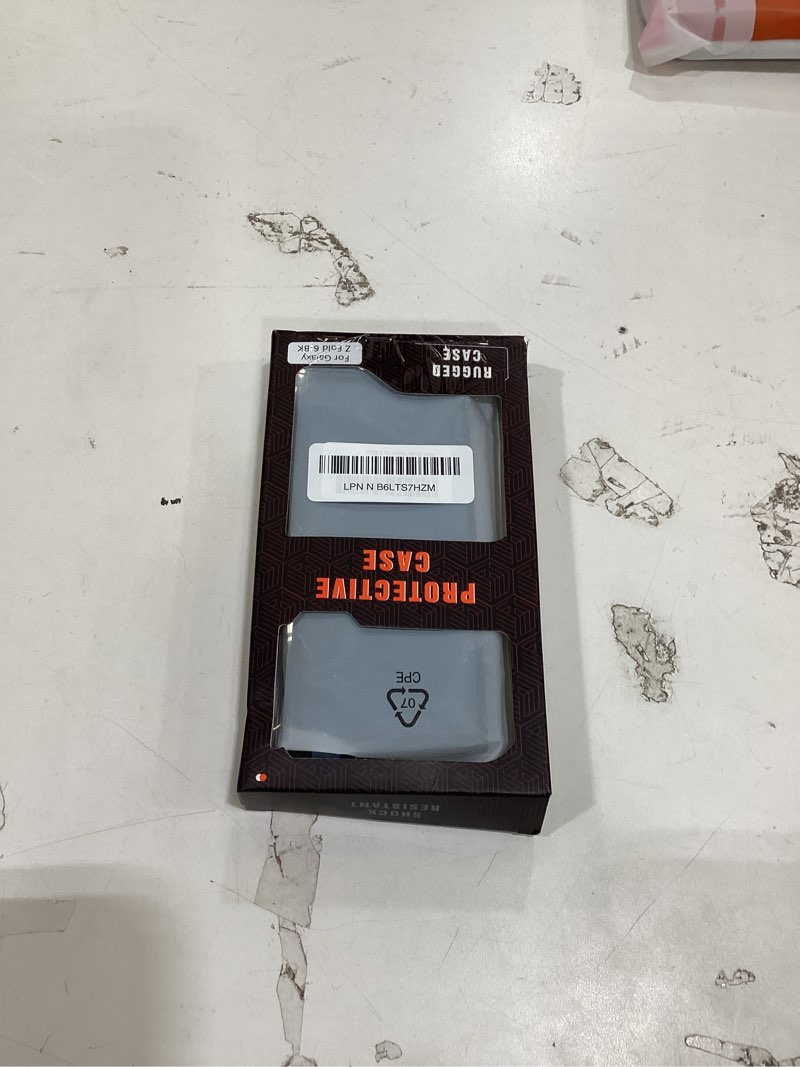 RUGGED
CASE
For Galaxy
Z Fold 6-BK
LPN N B6LTS7HZM
PROTECTIVE
CASE
07
CPE
SHOCK
RESISTANT